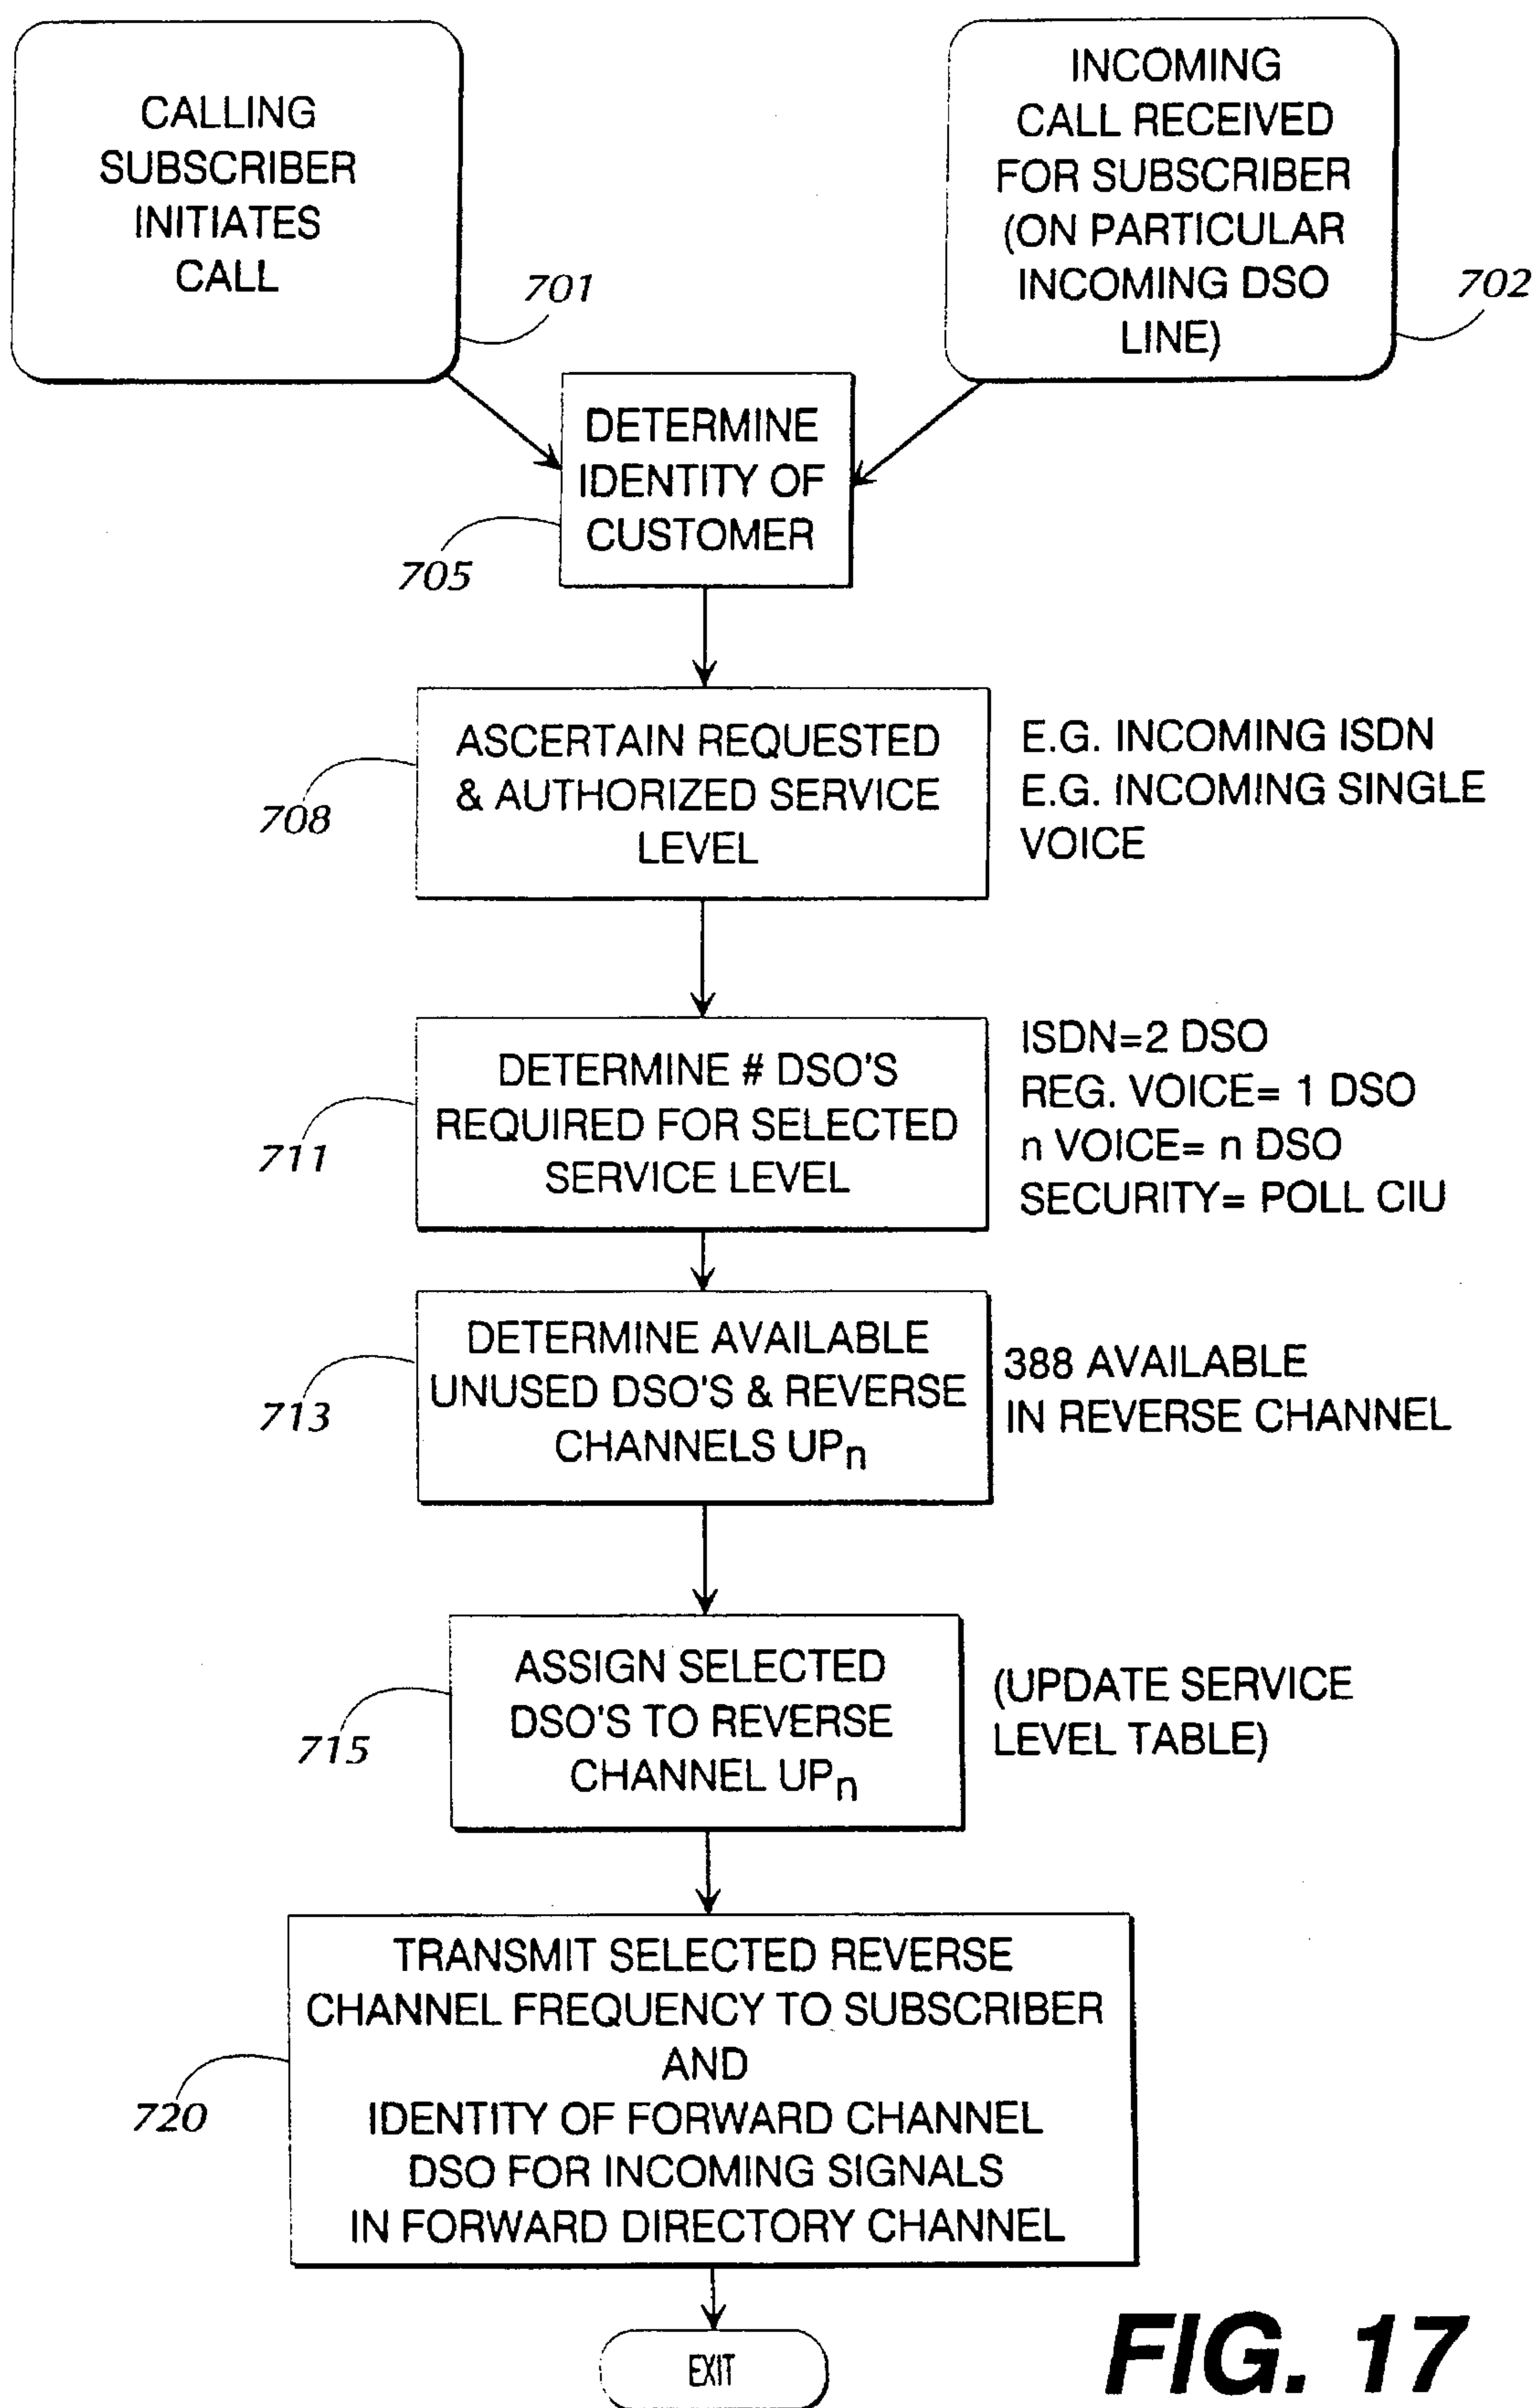 CALLING
SUBSCRIBER
INITIATES
CALL
701
INCOMING
CALL RECEIVED
FOR SUBSCRIBER
(ON PARTICULAR
INCOMING DSO
LINE)
702
DETERMINE
IDENTITY OF
CUSTOMER
705
ASCERTAIN REQUESTED
& AUTHORIZED SERVICE
LEVEL
708
E.G. INCOMING ISDN
E.G. INCOMING SINGLE
VOICE
DETERMINE # DSO'S
REQUIRED FOR SELECTED
SERVICE LEVEL
711
ISDN=2 DSO
REG. VOICE= 1 DSO
n VOICE= n DSO
SECURITY= POLL CIU
DETERMINE AVAILABLE
UNUSED DSO'S & REVERSE
CHANNELS UPn
713
388 AVAILABLE
IN REVERSE CHANNEL
ASSIGN SELECTED
DSO'S TO REVERSE
CHANNEL UPn
715
(UPDATE SERVICE
LEVEL TABLE)
TRANSMIT SELECTED REVERSE
CHANNEL FREQUENCY TO SUBSCRIBER
AND
IDENTITY OF FORWARD CHANNEL
DSO FOR INCOMING SIGNALS
IN FORWARD DIRECTORY CHANNEL
720
EXIT
FIG. 17